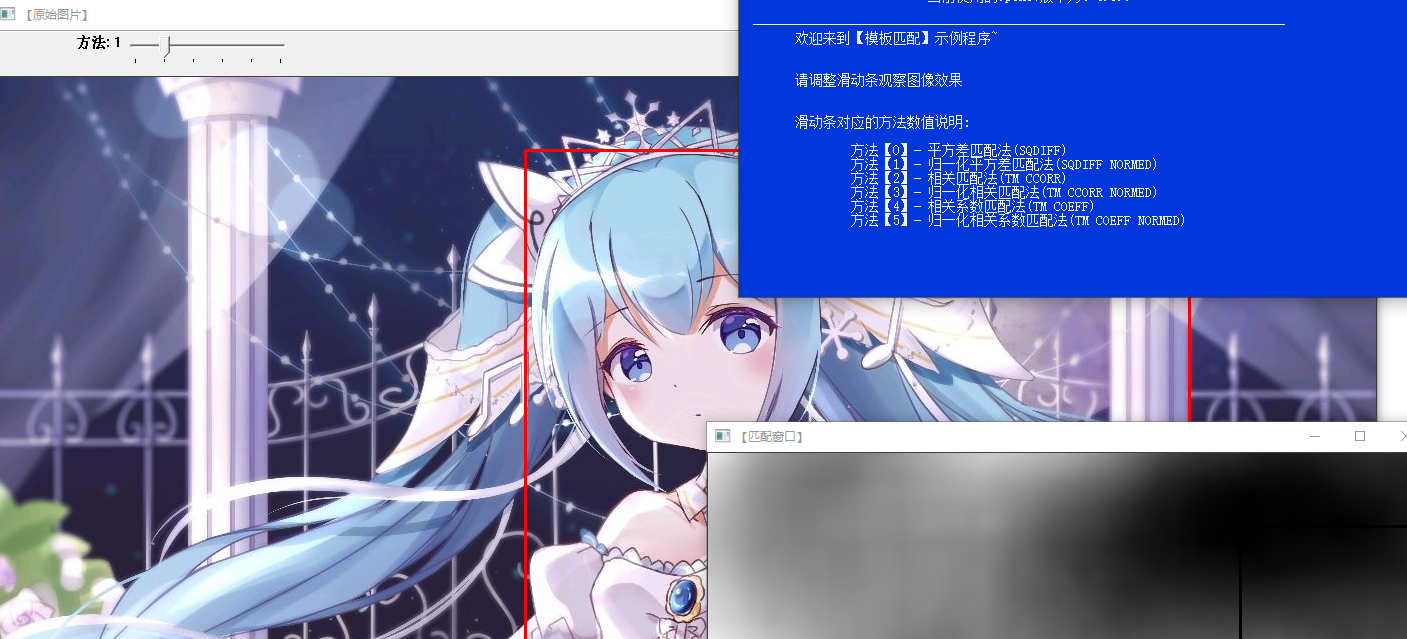 【原始图片】
方法: 1
欢迎来到【模板匹配】示例程序~
请调整滑动条观察图像效果
滑动条对应的方法数值说明:
方法【0】- 平方差匹配法(SQDIFF)
方法【1】- 归一化平方差匹配法(SQDIFF NORMED)
方法【2】- 相关匹配法(TM CCORR)
方法【3】- 归一化相关匹配法(TM CCORR NORMED)
方法【4】- 相关系数匹配法(TM COEFF)
方法【5】- 归一化相关系数匹配法(TM COEFF NORMED)
【匹配窗口】